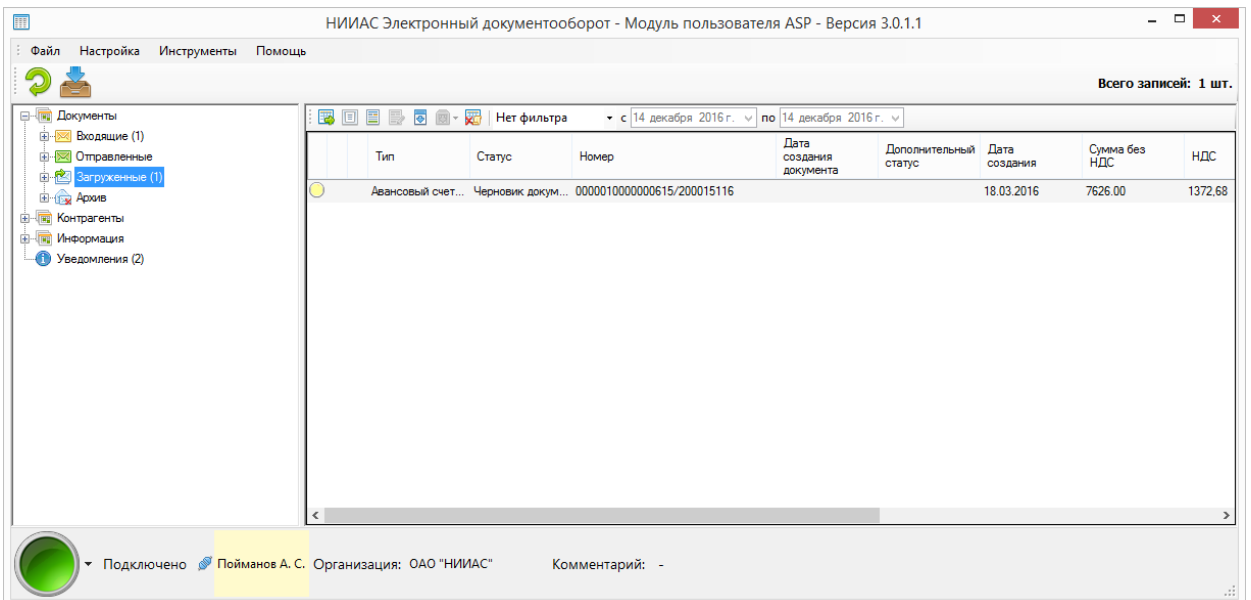 НИИАС Электронный документооборот - Модуль пользователя ASP - Версия 3.0.1.1
Файл Настройка Инструменты Помощь
Всего записей: 1 шт.
Документы
Входящие (1)
Отправленные
Загруженные (1)
Архив
Контрагенты
Информация
Уведомления (2)
Нет фильтра с 14 декабря 2016 г. по 14 декабря 2016 г.
Тип Статус Номер Дата создания документа Дополнительный статус Дата создания Сумма без НДС НДС
Авансовый счет... Черновик докум... 0000010000000615/200015116 18.03.2016 7626.00 1372,68
Подключено Пойманов А. С. Организация: ОАО "НИИАС" Комментарий: -